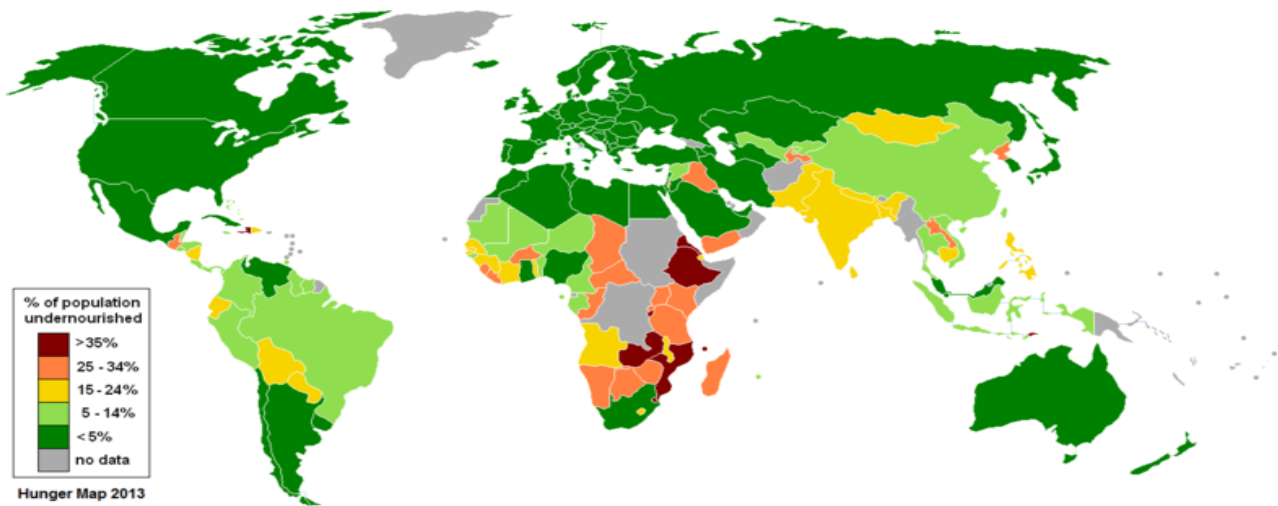 % of population
undernourished
>35%
25 - 34%
15 - 24%
5 - 14%
< 5%
no data
Hunger Map 2013